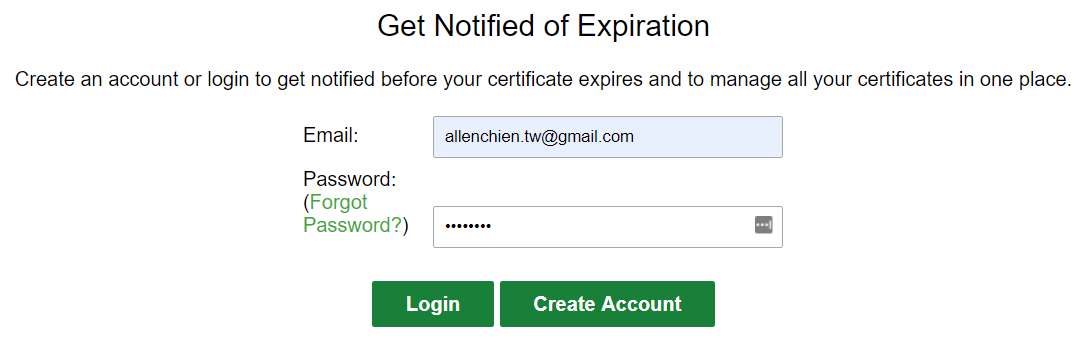 Get Notified of Expiration
Create an account or login to get notified before your certificate expires and to manage all your certificates in one place.
Email:
allenchien.tw@gmail.com
Password:
(Forgot
Password?)
••••••••
Login
Create Account